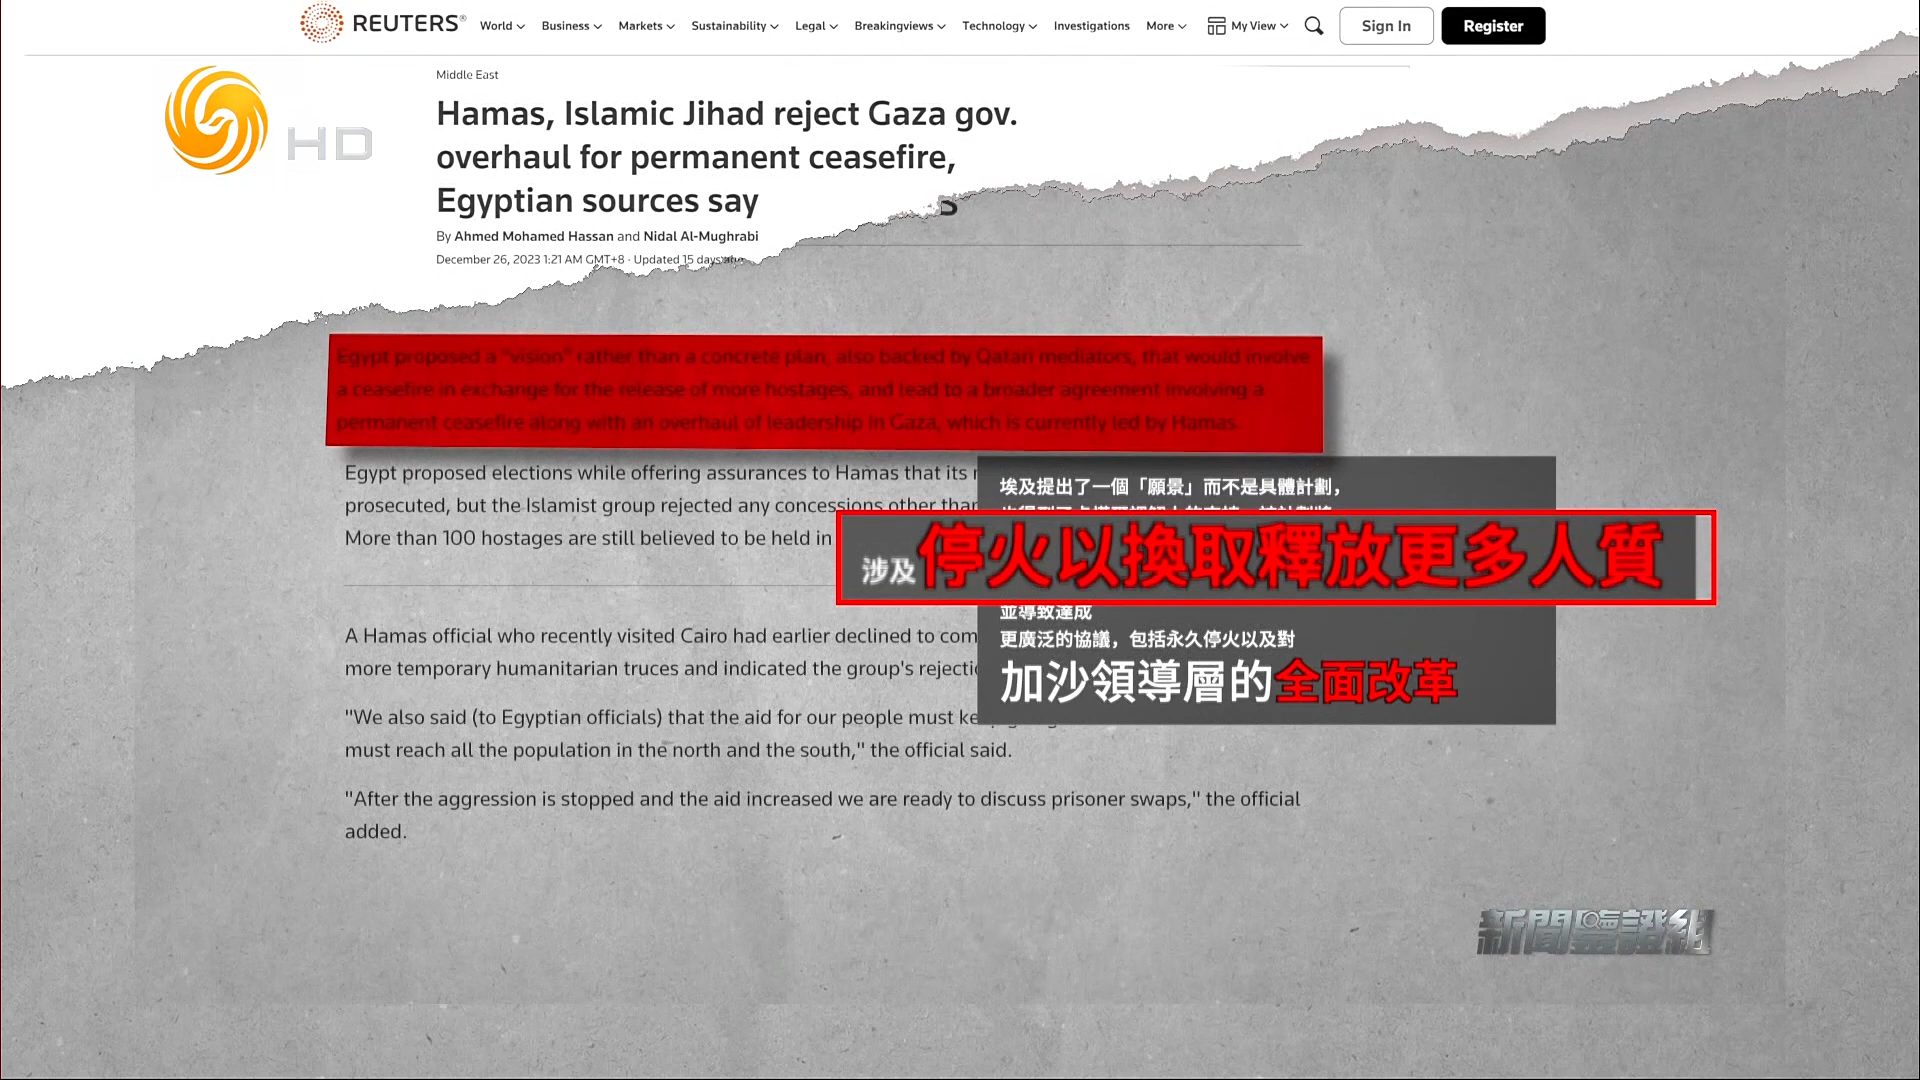 REUTERS®
World
Business
Markets
Sustainability
Legal
Breakingviews
Technology
Investigations
More
My View
Sign In
Register
HD
Middle East
Hamas, Islamic Jihad reject Gaza gov.
overhaul for permanent ceasefire,
Egyptian sources say
By Ahmed Mohamed Hassan and Nidal Al-Mughrabi
December 26, 2023 1:21 AM GMT+8 · Updated 15 days ago
Egypt proposed a "vision" rather than a concrete plan, also backed by Qatari mediators, that would involve
a ceasefire in exchange for the release of more hostages, and lead to a broader agreement involving a
permanent ceasefire along with an overhaul of leadership in Gaza, which is currently led by Hamas.
Egypt proposed elections while offering assurances to Hamas that its
prosecuted, but the Islamist group rejected any concessions other than
More than 100 hostages are still believed to be held in
埃及提出了一個「願景」而不是具體計劃，
涉及停火以換取釋放更多人質
並導致達成
更廣泛的協議，包括永久停火以及對
加沙領導層的全面改革
A Hamas official who recently visited Cairo had earlier declined to com
more temporary humanitarian truces and indicated the group's rejectio
"We also said (to Egyptian officials) that the aid for our people must
must reach all the population in the north and the south," the official said.
"After the aggression is stopped and the aid increased we are ready to discuss prisoner swaps," the official
added.
新聞鑒證組